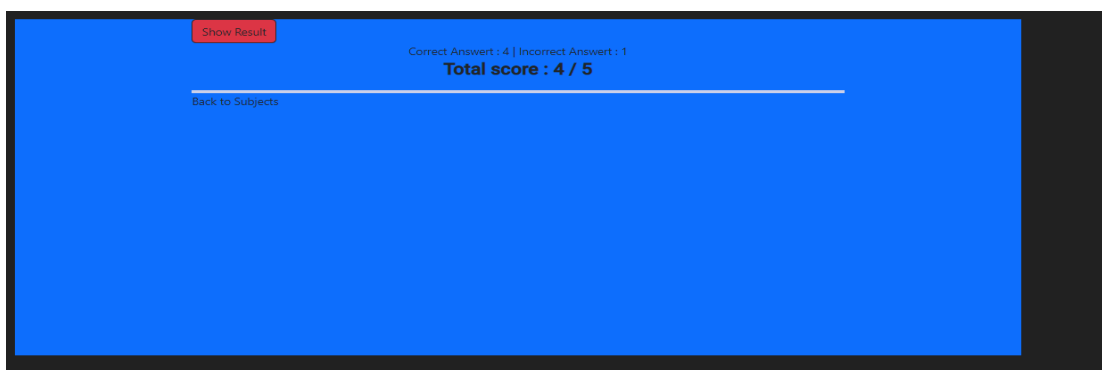 Show Result
Correct Answert : 4 | Incorrect Answert : 1
Total score : 4 / 5
Back to Subjects